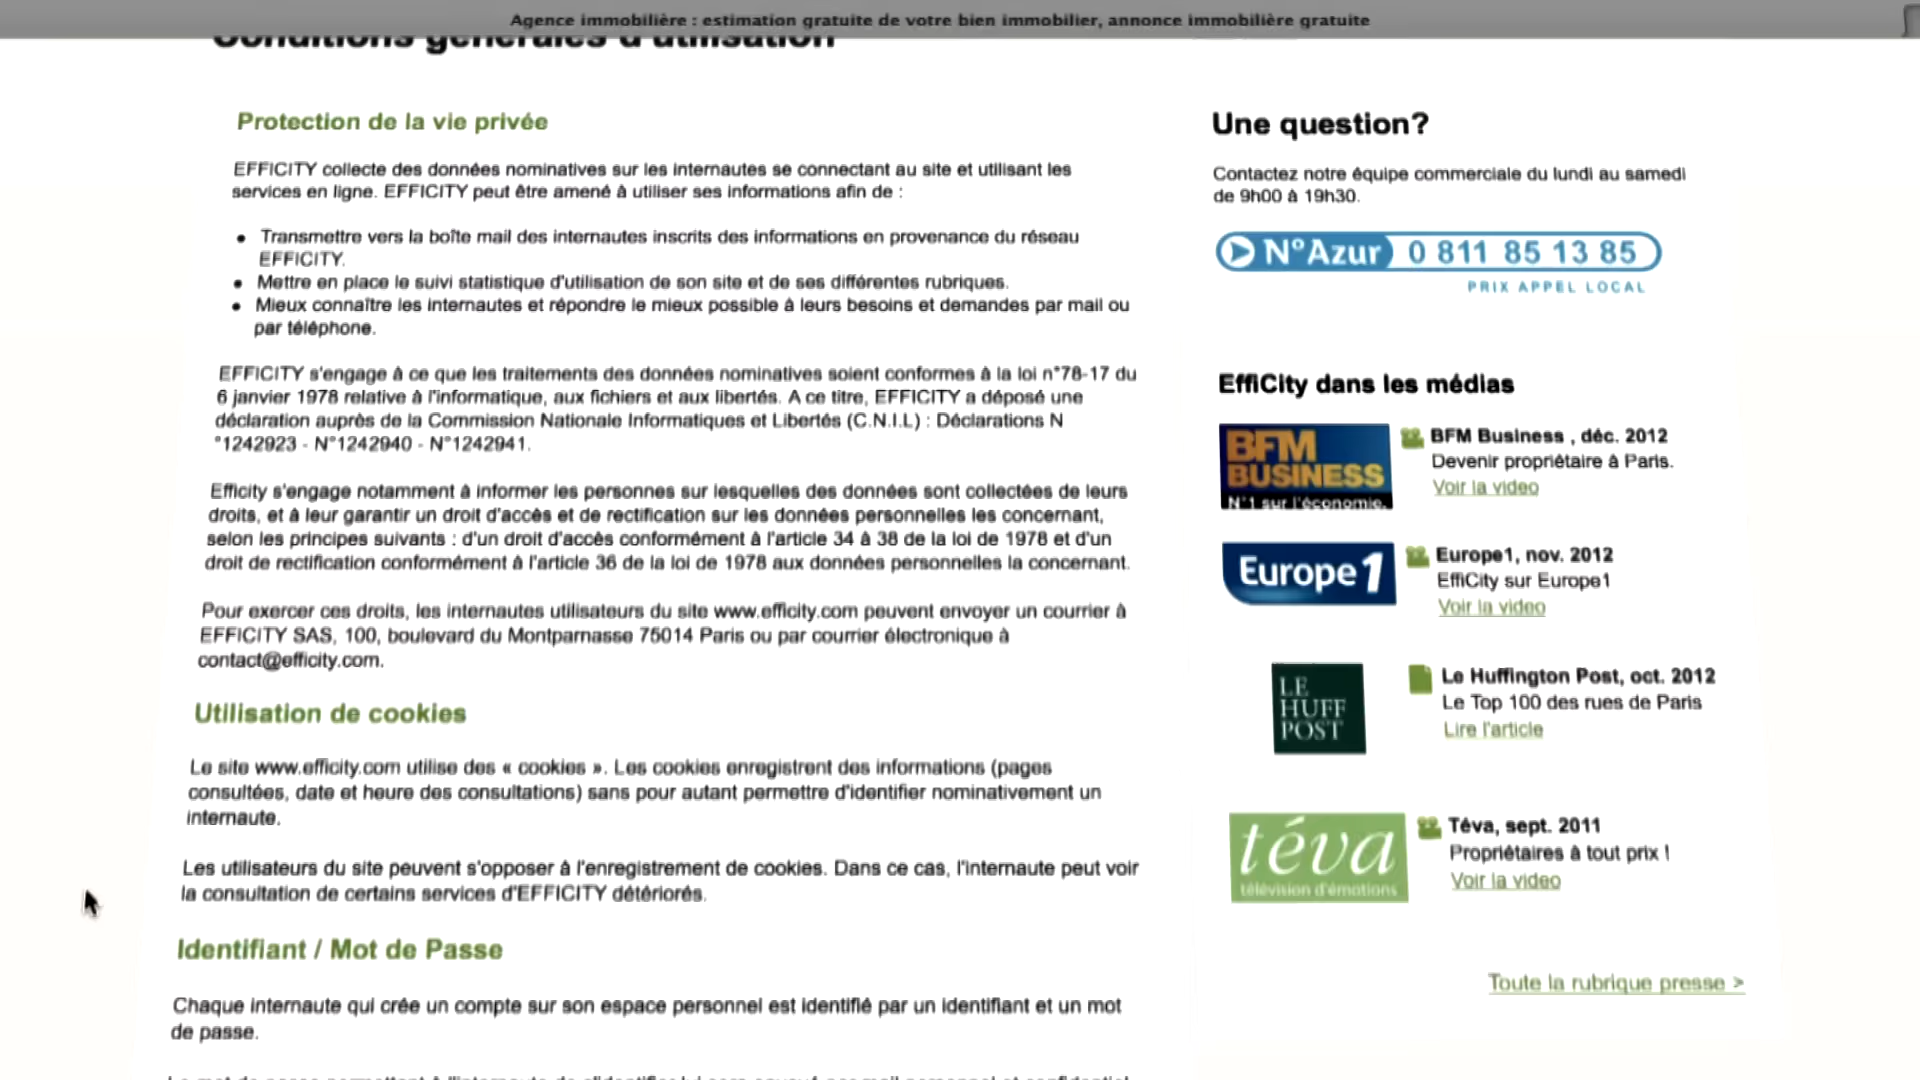 Agence immobilière : estimation gratuite de votre bien immobilier, annonce immobilière gratuite
Conditions générales d'utilisation
Protection de la vie privée
EFFICITY collecte des données nominatives sur les internautes se connectant au site et utilisant les
services en ligne. EFFICITY peut être amené à utiliser ses informations afin de :
• Transmettre vers la boîte mail des internautes inscrits des informations en provenance du réseau
EFFICITY.
• Mettre en place le suivi statistique d'utilisation de son site et de ses différentes rubriques.
• Mieux connaître les internautes et répondre le mieux possible à leurs besoins et demandes par mail ou
par téléphone.
EFFICITY s'engage à ce que les traitements des données nominatives soient conformes à la loi n°78-17 du
6 janvier 1978 relative à l'informatique, aux fichiers et aux libertés. A ce titre, EFFICITY a déposé une
déclaration auprès de la Commission Nationale Informatiques et Libertés (C.N.I.L) : Déclarations N
°1242923 - N°1242940 - N°1242941.
Efficity s'engage notamment à informer les personnes sur lesquelles des données sont collectées de leurs
droits, et à leur garantir un droit d'accès et de rectification sur les données personnelles les concernant,
selon les principes suivants : d'un droit d'accès conformément à l'article 34 à 38 de la loi de 1978 et d'un
droit de rectification conformément à l'article 36 de la loi de 1978 aux données personnelles la concernant.
Pour exercer ces droits, les internautes utilisateurs du site www.efficity.com peuvent envoyer un courrier à
EFFICITY SAS, 100, boulevard du Montparnasse 75014 Paris ou par courrier électronique à
contact@efficity.com.
Utilisation de cookies
Le site www.efficity.com utilise des « cookies ». Les cookies enregistrent des informations (pages
consultées, date et heure des consultations) sans pour autant permettre d'identifier nominativement un
internaute.
Les utilisateurs du site peuvent s'opposer à l'enregistrement de cookies. Dans ce cas, l'internaute peut voir
la consultation de certains services d'EFFICITY détériorés.
Identifiant / Mot de Passe
Chaque internaute qui crée un compte sur son espace personnel est identifié par un identifiant et un mot
de passe.
Une question?
Contactez notre équipe commerciale du lundi au samedi
de 9h00 à 19h30.
N°Azur 0 811 85 13 85
PRIX APPEL LOCAL
EffiCity dans les médias
BFM
BUSINESS
N°1 sur l'économie.
BFM Business , déc. 2012
Devenir propriétaire à Paris.
Voir la video
Europe 1
Europe1, nov. 2012
EffiCity sur Europe1
Voir la video
LE
HUFF
POST
Le Huffington Post, oct. 2012
Le Top 100 des rues de Paris
Lire l'article
téva
télévision d'émotions
Téva, sept. 2011
Propriétaires à tout prix !
Voir la video
Toute la rubrique presse >